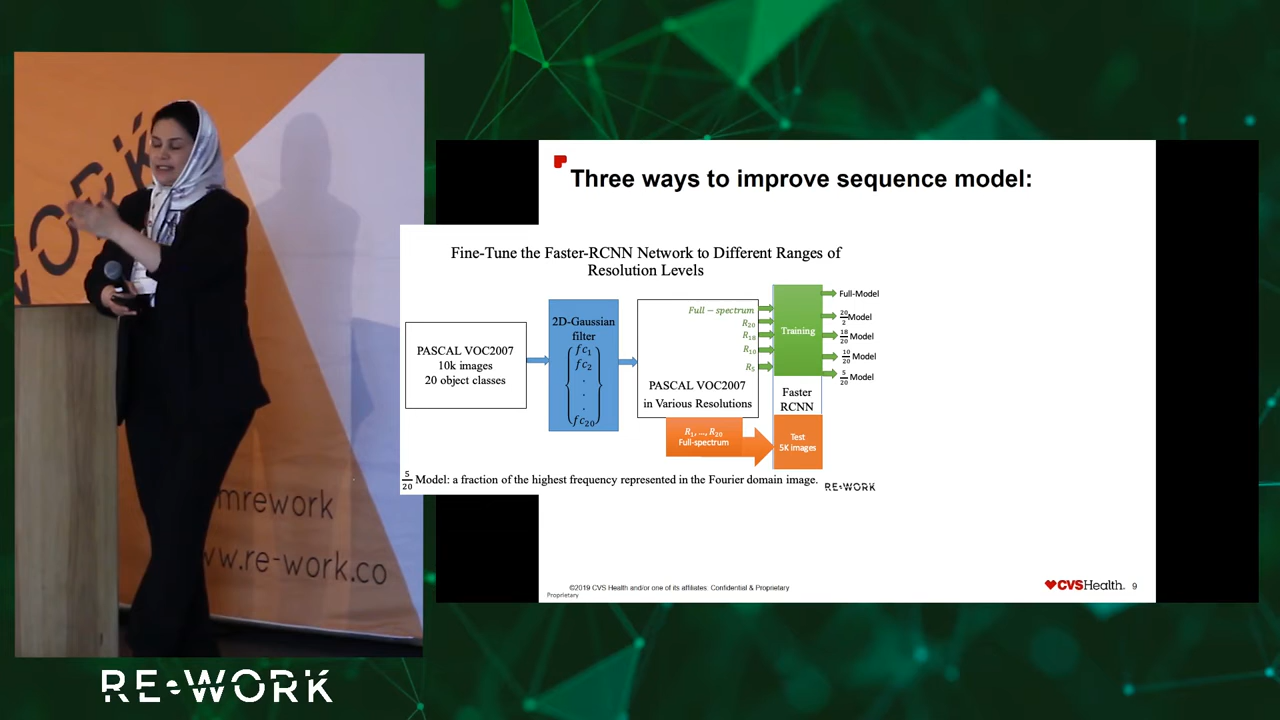 WORK
mrework
ww.re-work.co
RE•WORK
Three ways to improve sequence model:
Fine-Tune the Faster-RCNN Network to Different Ranges of
Resolution Levels
PASCAL VOC2007
10k images
20 object classes
2D-Gaussian
filter
fc₁
fc₂
.
.
.
fc₂₀
Full – spectrum
R₂₀
R₁₈
R₁₀
R₅
PASCAL VOC2007
in Various Resolutions
R₁, .., R₂₀
Full-spectrum
Training
Faster
RCNN
Test
5K images
Full-Model
20/2 Model
18/20 Model
10/20 Model
5/20 Model
5/20 Model: a fraction of the highest frequency represented in the Fourier domain image.
RE•WORK
©2019 CVS Health and/or one of its affiliates. Confidential & Proprietary
Proprietary
CVSHealth. 9